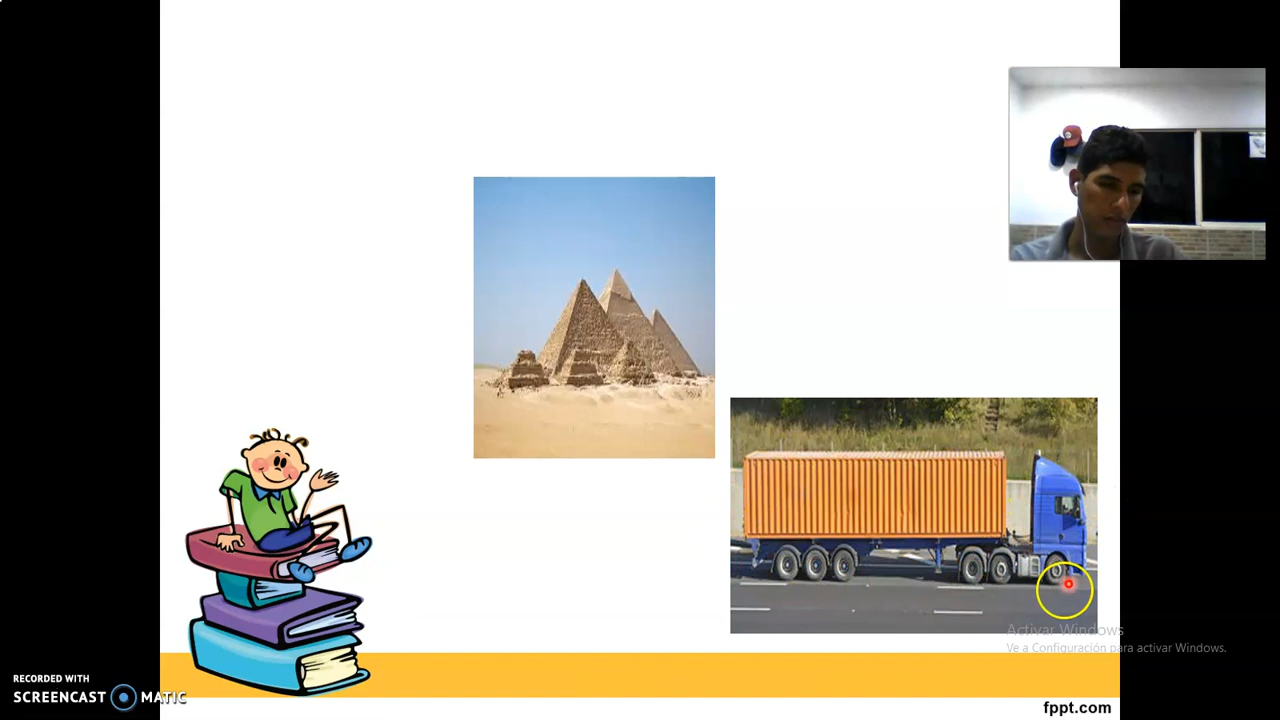 Activar Windows
Ve a Configuración para activar Windows.
RECORDED WITH
SCREENCAST MATIC
fppt.com